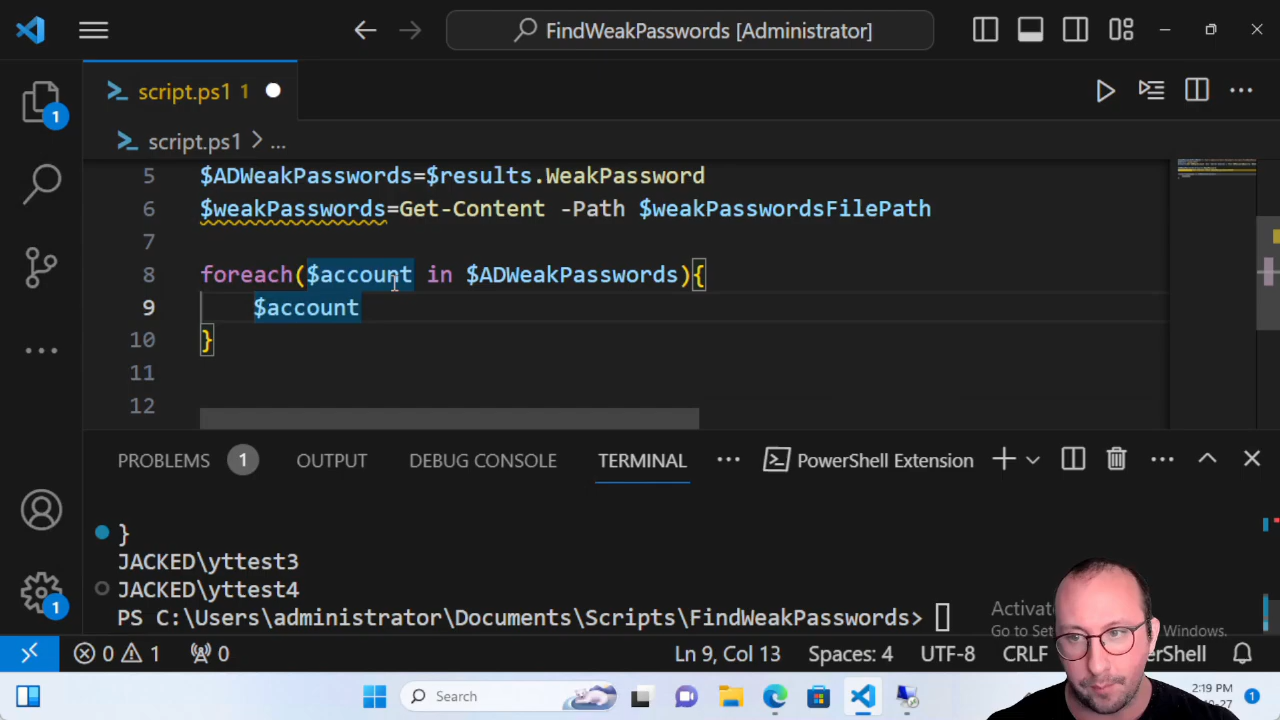 FindWeakPasswords [Administrator]
script.ps1 1
script.ps1 > ...
5 $ADWeakPasswords=$results.WeakPassword
6 $weakPasswords=Get-Content -Path $weakPasswordsFilePath
7
8 foreach($account in $ADWeakPasswords){
9 $account
10 }
11
12
1
PROBLEMS 1 OUTPUT DEBUG CONSOLE TERMINAL ... PowerShell Extension
}
JACKED\yttest3
JACKED\yttest4
PS C:\Users\administrator\Documents\Scripts\FindWeakPasswords>
1
0 1 0 Ln 9, Col 13 Spaces: 4 UTF-8 CRLF
Search
2:19 PM
1